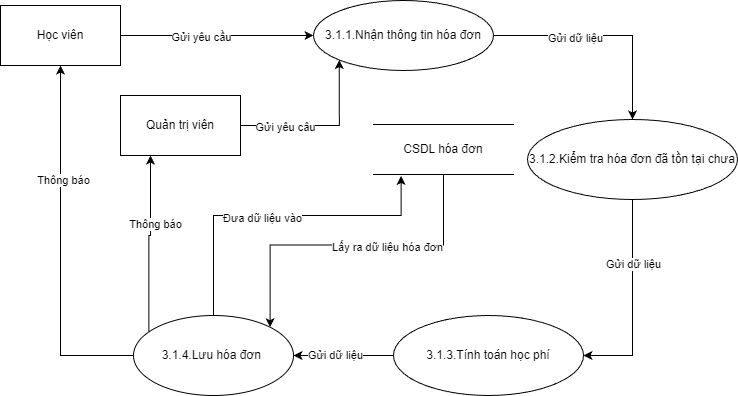 Học viên
Gửi yêu cầu
3.1.1.Nhận thông tin hóa đơn
Gửi dữ liệu
Quản trị viên
Gửi yêu câu
CSDL hóa đơn
3.1.2.Kiểm tra hóa đơn đã tồn tại chưa
Thông báo
Thông báo
Đưa dữ liệu vào
Lấy ra dữ liệu hóa đơn
Gửi dữ liệu
3.1.4.Lưu hóa đơn
Gửi dữ liệu
3.1.3.Tính toán học phí